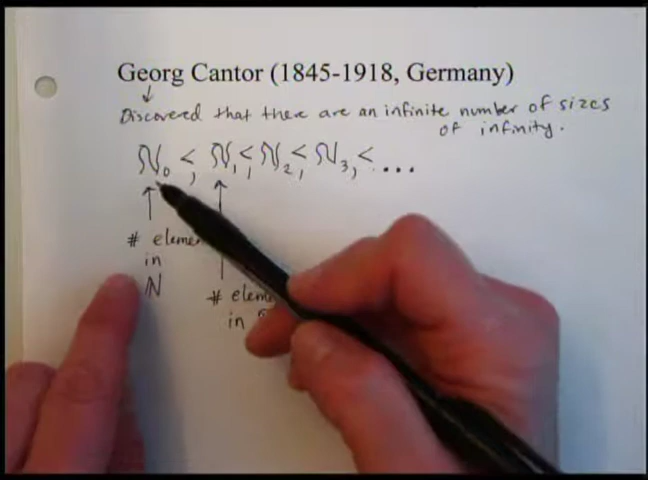 Georg Cantor (1845-1918, Germany)
Discovered that there are an infinite number of sizes
of infinity.
ℵ₀ <, ℵ₁ <, ℵ₂ <, ℵ₃, < ...
# elemen
in
N
# eleme
in